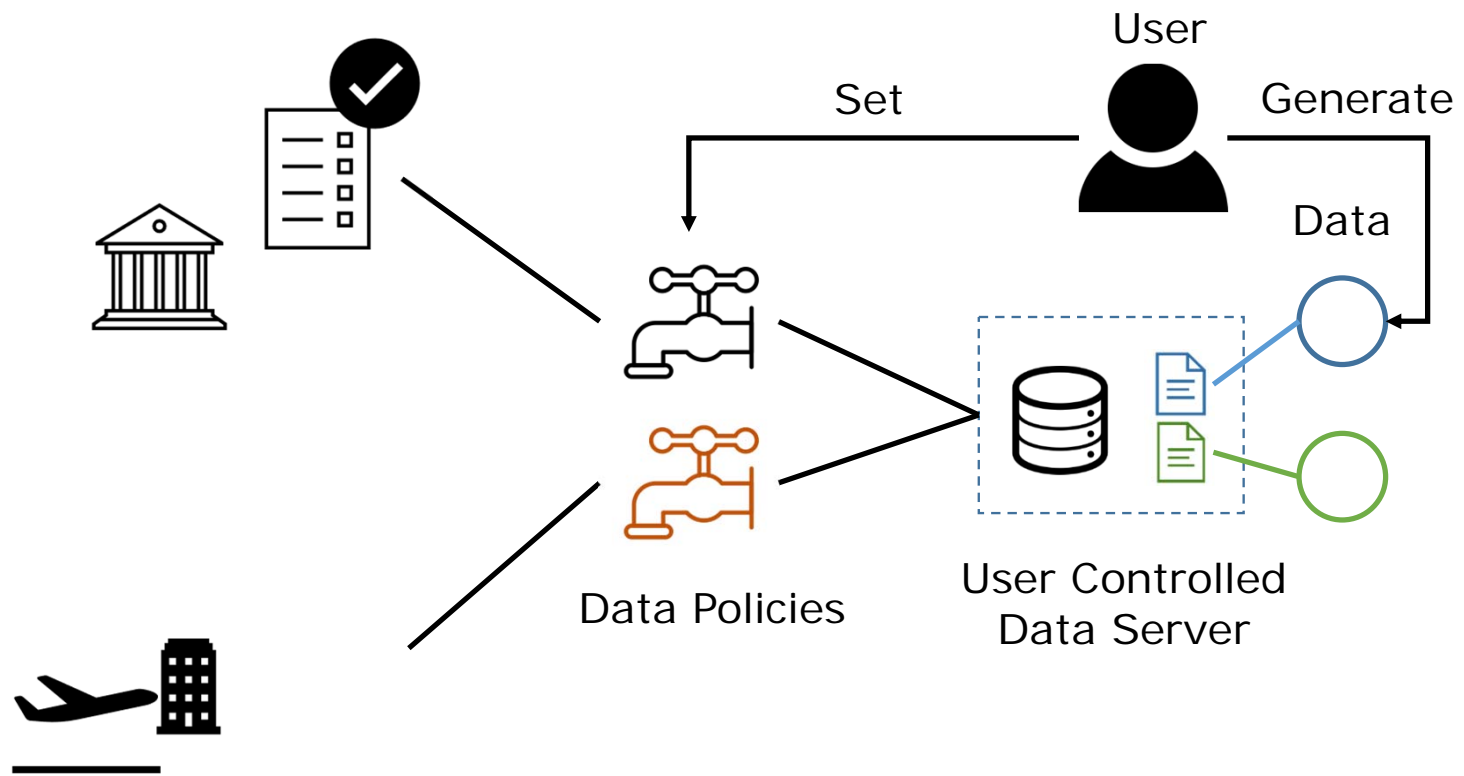 User
Set
Generate
Data
Data Policies
User Controlled
Data Server